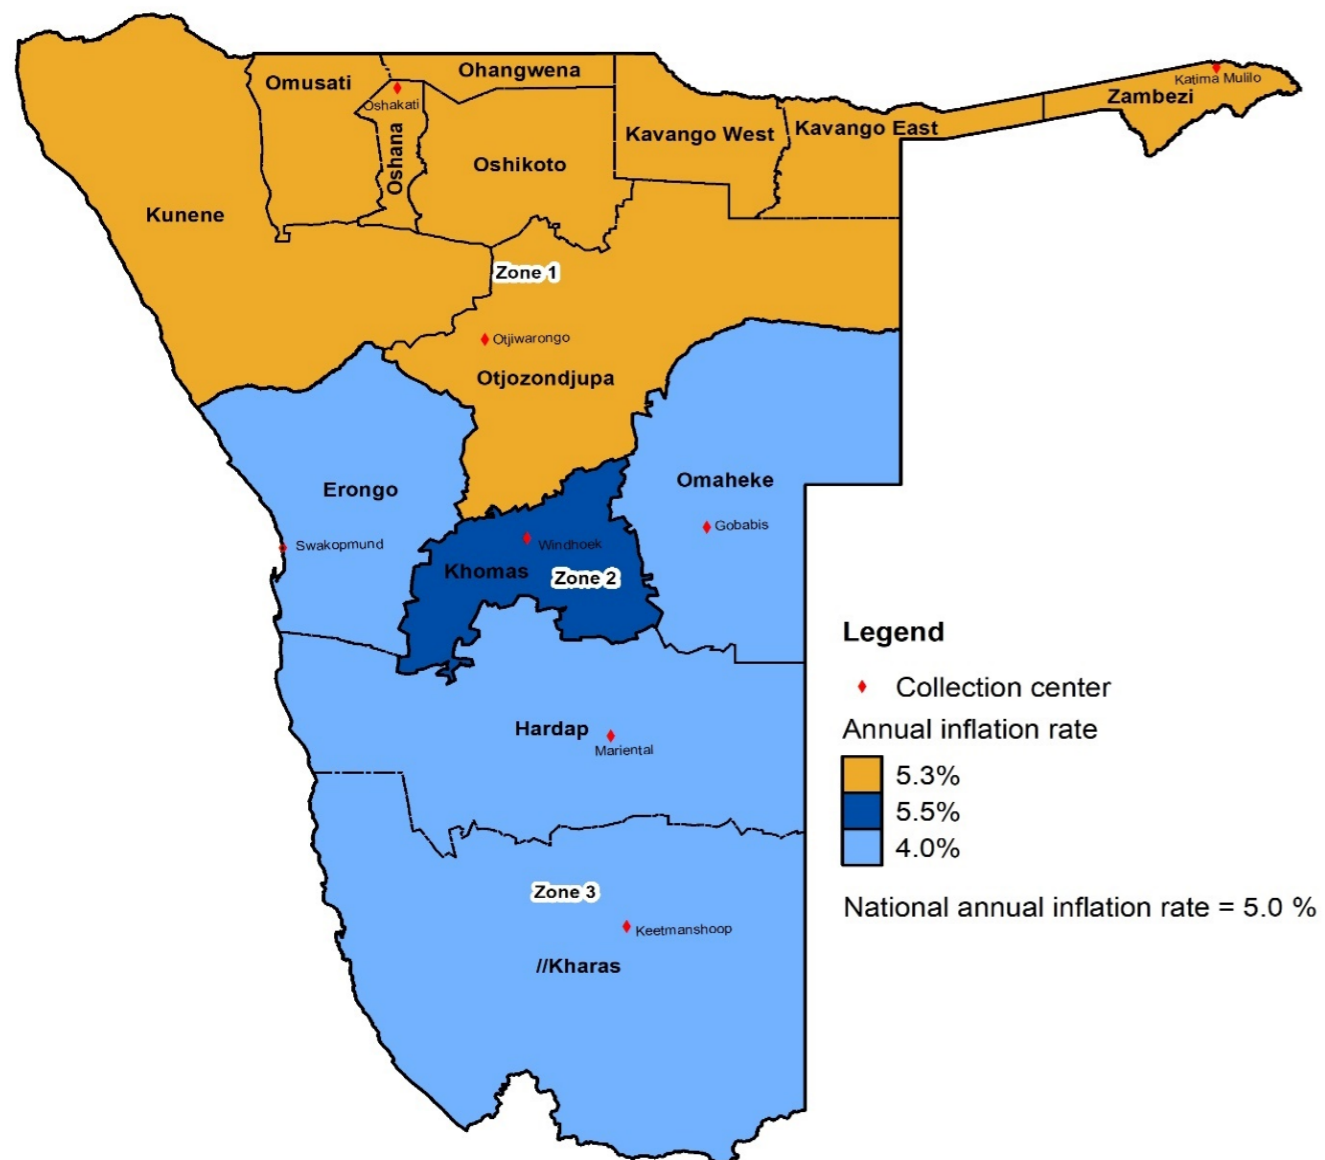 Ohangwena
Omusati
Katima Mulilo
Zambezi
Oshakati
Kavango West
Kavango East
Oshana
Oshikoto
Kunene
Zone 1
Otjiwarongo
Otjozondjupa
Erongo
Omaheke
Gobabis
Swakopmund
Windhoek
Khomas
Zone 2
Legend
Collection center
Hardap
Annual inflation rate
Mariental
5.3%
5.5%
4.0%
Zone 3
National annual inflation rate = 5.0 %
Keetmanshoop
//Kharas